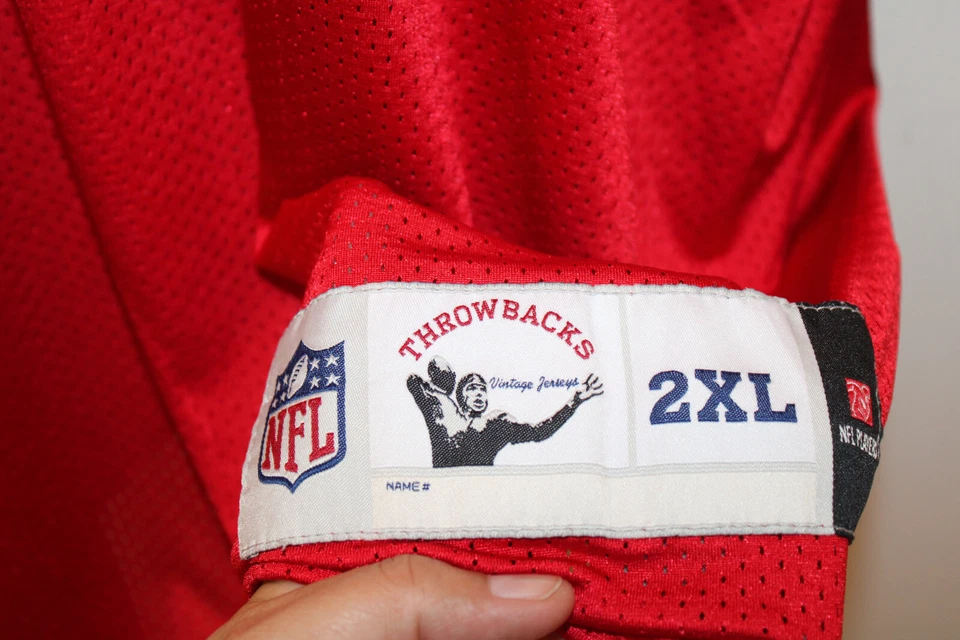 NFL
THROWBACKS
Vintage Jerseys
2XL
NAME #
NFL PLAYERS